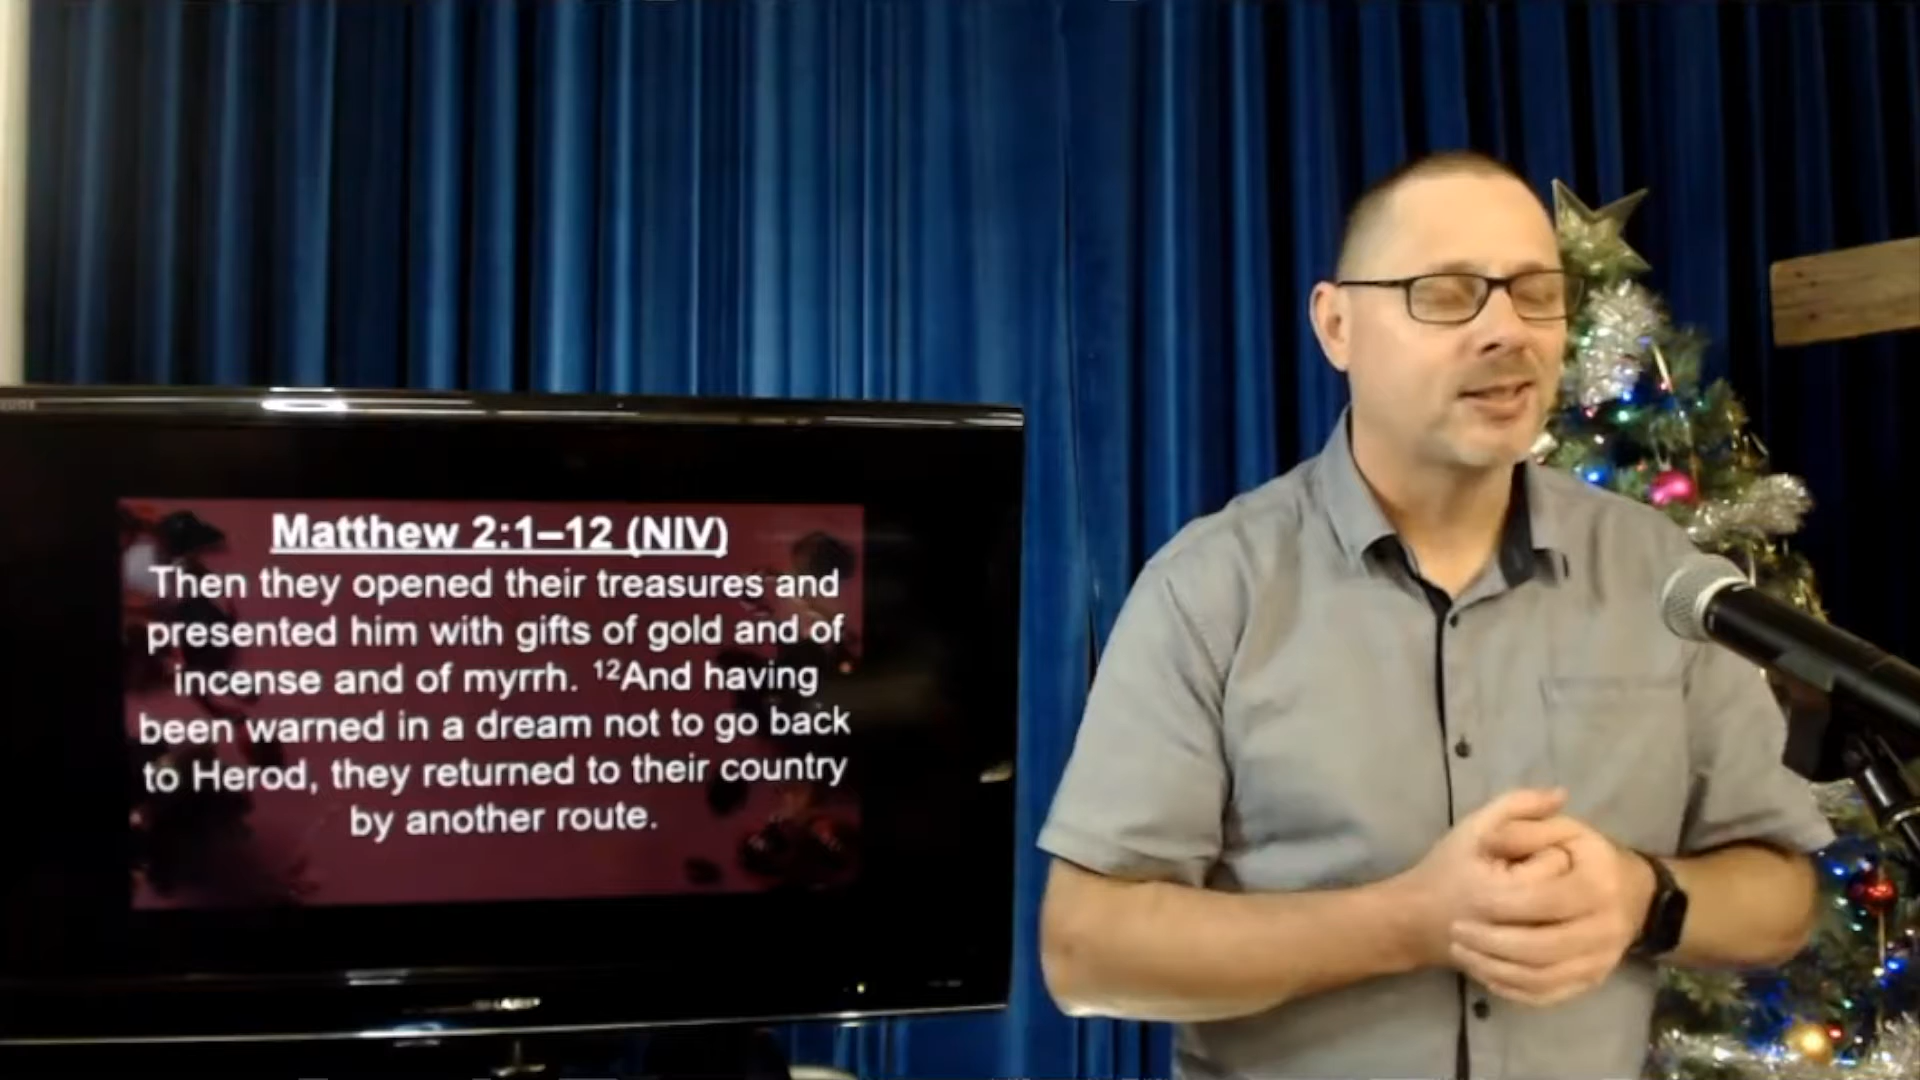 Matthew 2:1–12 (NIV)
Then they opened their treasures and
presented him with gifts of gold and of
incense and of myrrh. ¹²And having
been warned in a dream not to go back
to Herod, they returned to their country
by another route.
SHARP